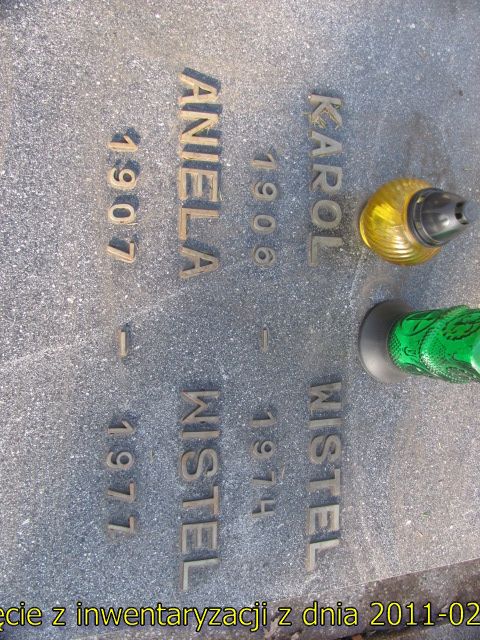 KAROL WISTEL
1906 - 1974
ANIELA WISTEL
1907 - 1977
ęcie z inwentaryzacji z dnia 2011-02